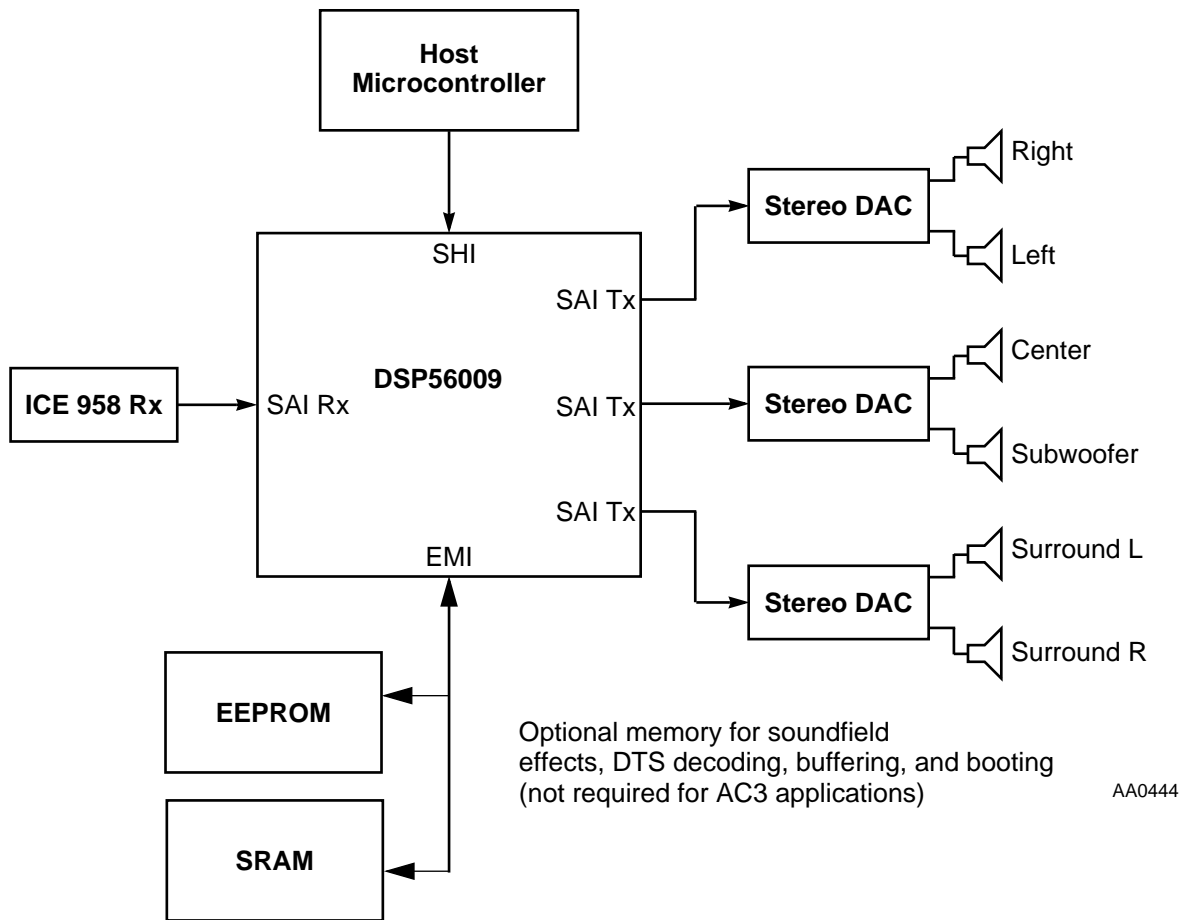 Host
Microcontroller
Right
Stereo DAC
Left
SHI
SAI Tx
Center
DSP56009
ICE 958 Rx
SAI Rx
SAI Tx
Stereo DAC
Subwoofer
SAI Tx
Surround L
EMI
Stereo DAC
Surround R
EEPROM
Optional memory for soundfield
effects, DTS decoding, buffering, and booting
(not required for AC3 applications)
AA0444
SRAM